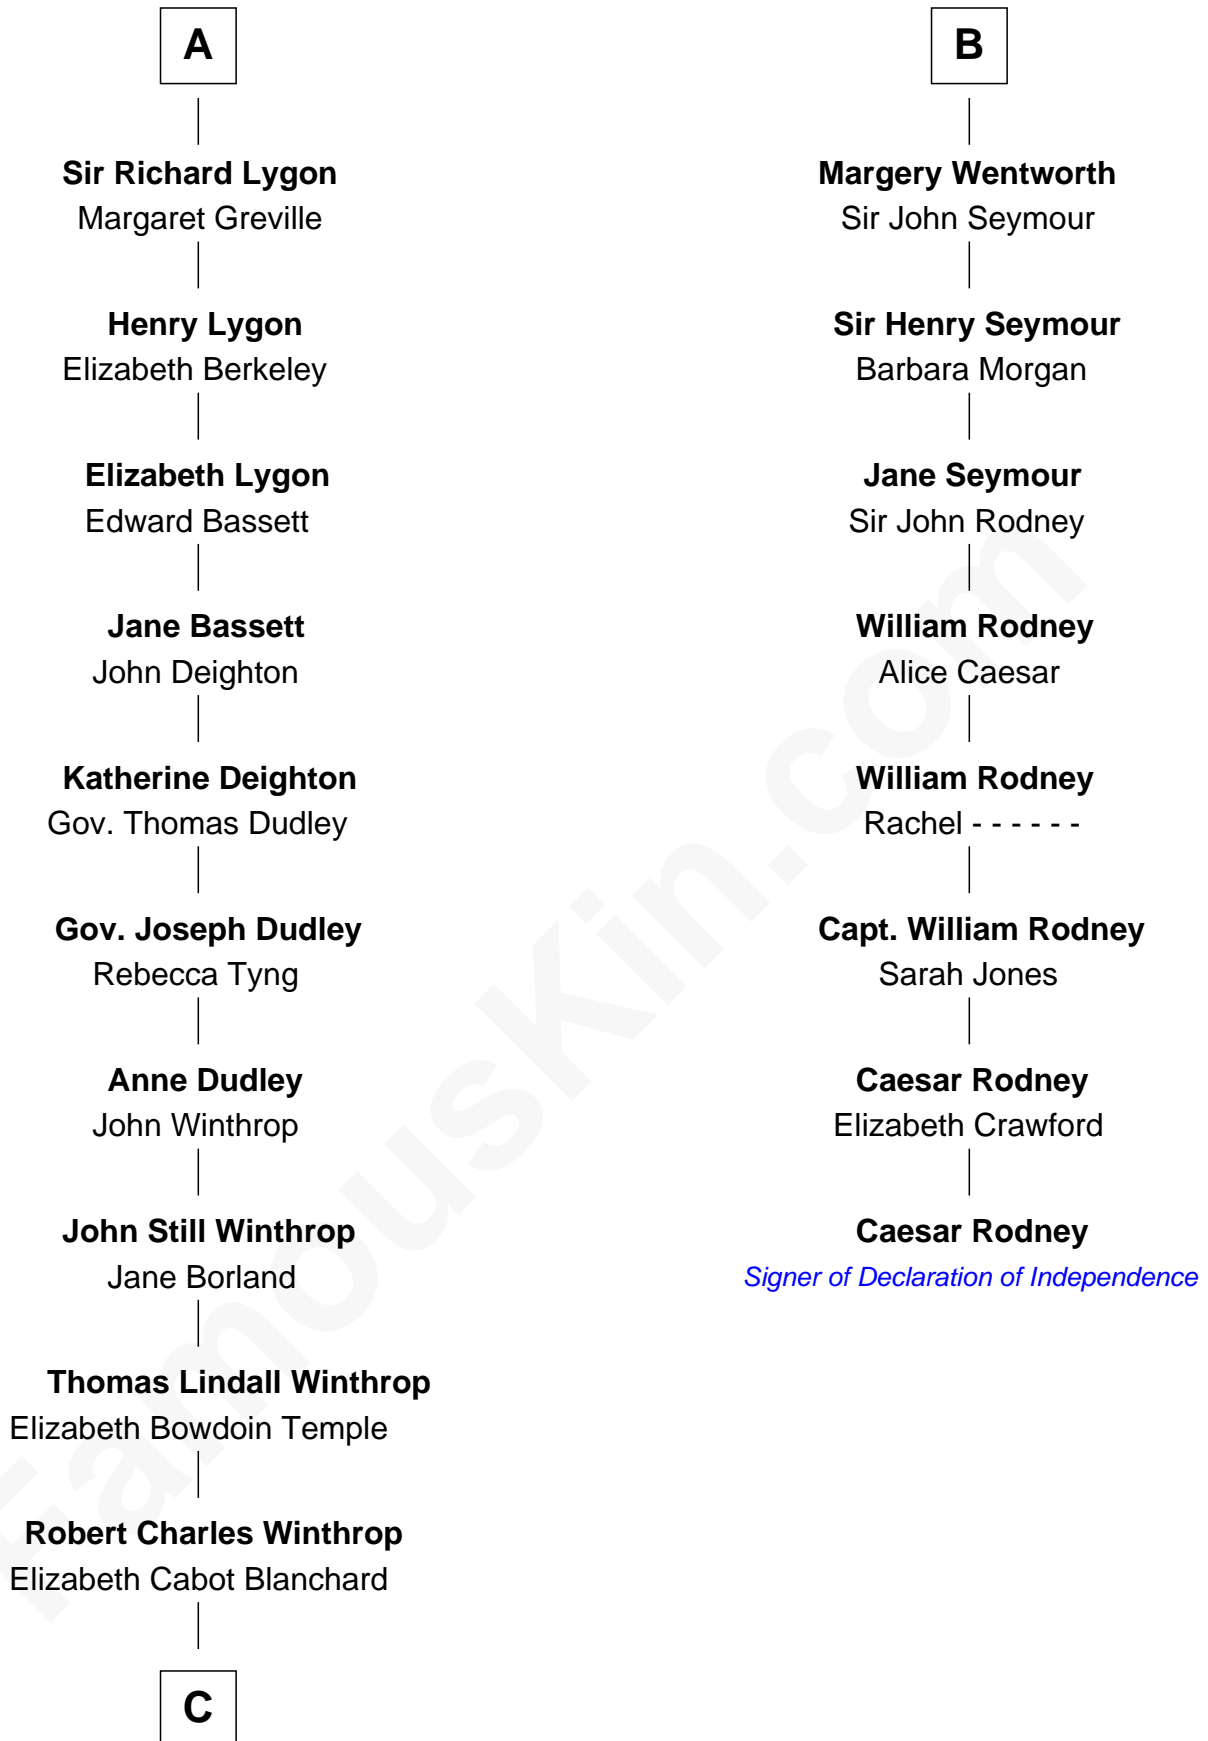 A
Sir Richard Lygon
Margaret Greville
Henry Lygon
Elizabeth Berkeley
Elizabeth Lygon
Edward Bassett
Jane Bassett
John Deighton
Katherine Deighton
Gov. Thomas Dudley
Gov. Joseph Dudley
Rebecca Tyng
Anne Dudley
John Winthrop
John Still Winthrop
Jane Borland
Thomas Lindall Winthrop
Elizabeth Bowdoin Temple
Robert Charles Winthrop
Elizabeth Cabot Blanchard
C
B
Margery Wentworth
Sir John Seymour
Sir Henry Seymour
Barbara Morgan
Jane Seymour
Sir John Rodney
William Rodney
Alice Caesar
William Rodney
Rachel - - - - - -
Capt. William Rodney
Sarah Jones
Caesar Rodney
Elizabeth Crawford
Caesar Rodney
Signer of Declaration of Independence
FamousKin.com